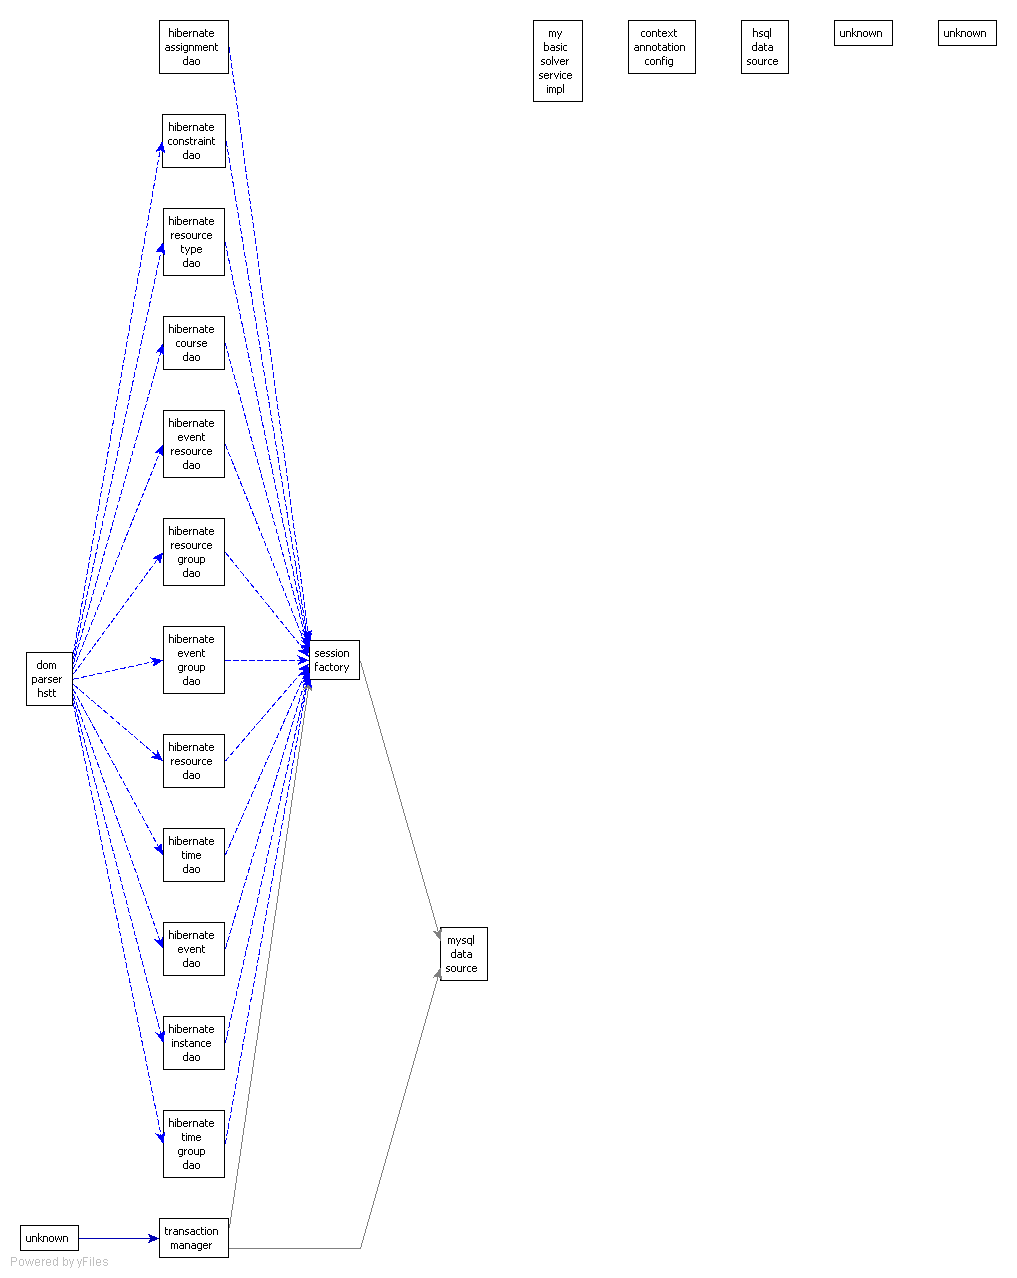 hibernate
assignment
dao
my
basic
solver
service
impl
context
annotation
config
hsql
data
source
unknown
unknown
hibernate
constraint
dao
hibernate
resource
type
dao
hibernate
course
dao
hibernate
event
resource
dao
hibernate
resource
group
dao
hibernate
event
group
dao
dom
parser
hstt
session
factory
hibernate
resource
dao
hibernate
time
dao
hibernate
event
dao
mysql
data
source
hibernate
instance
dao
hibernate
time
group
dao
unknown
transaction
manager
Powered by yFiles